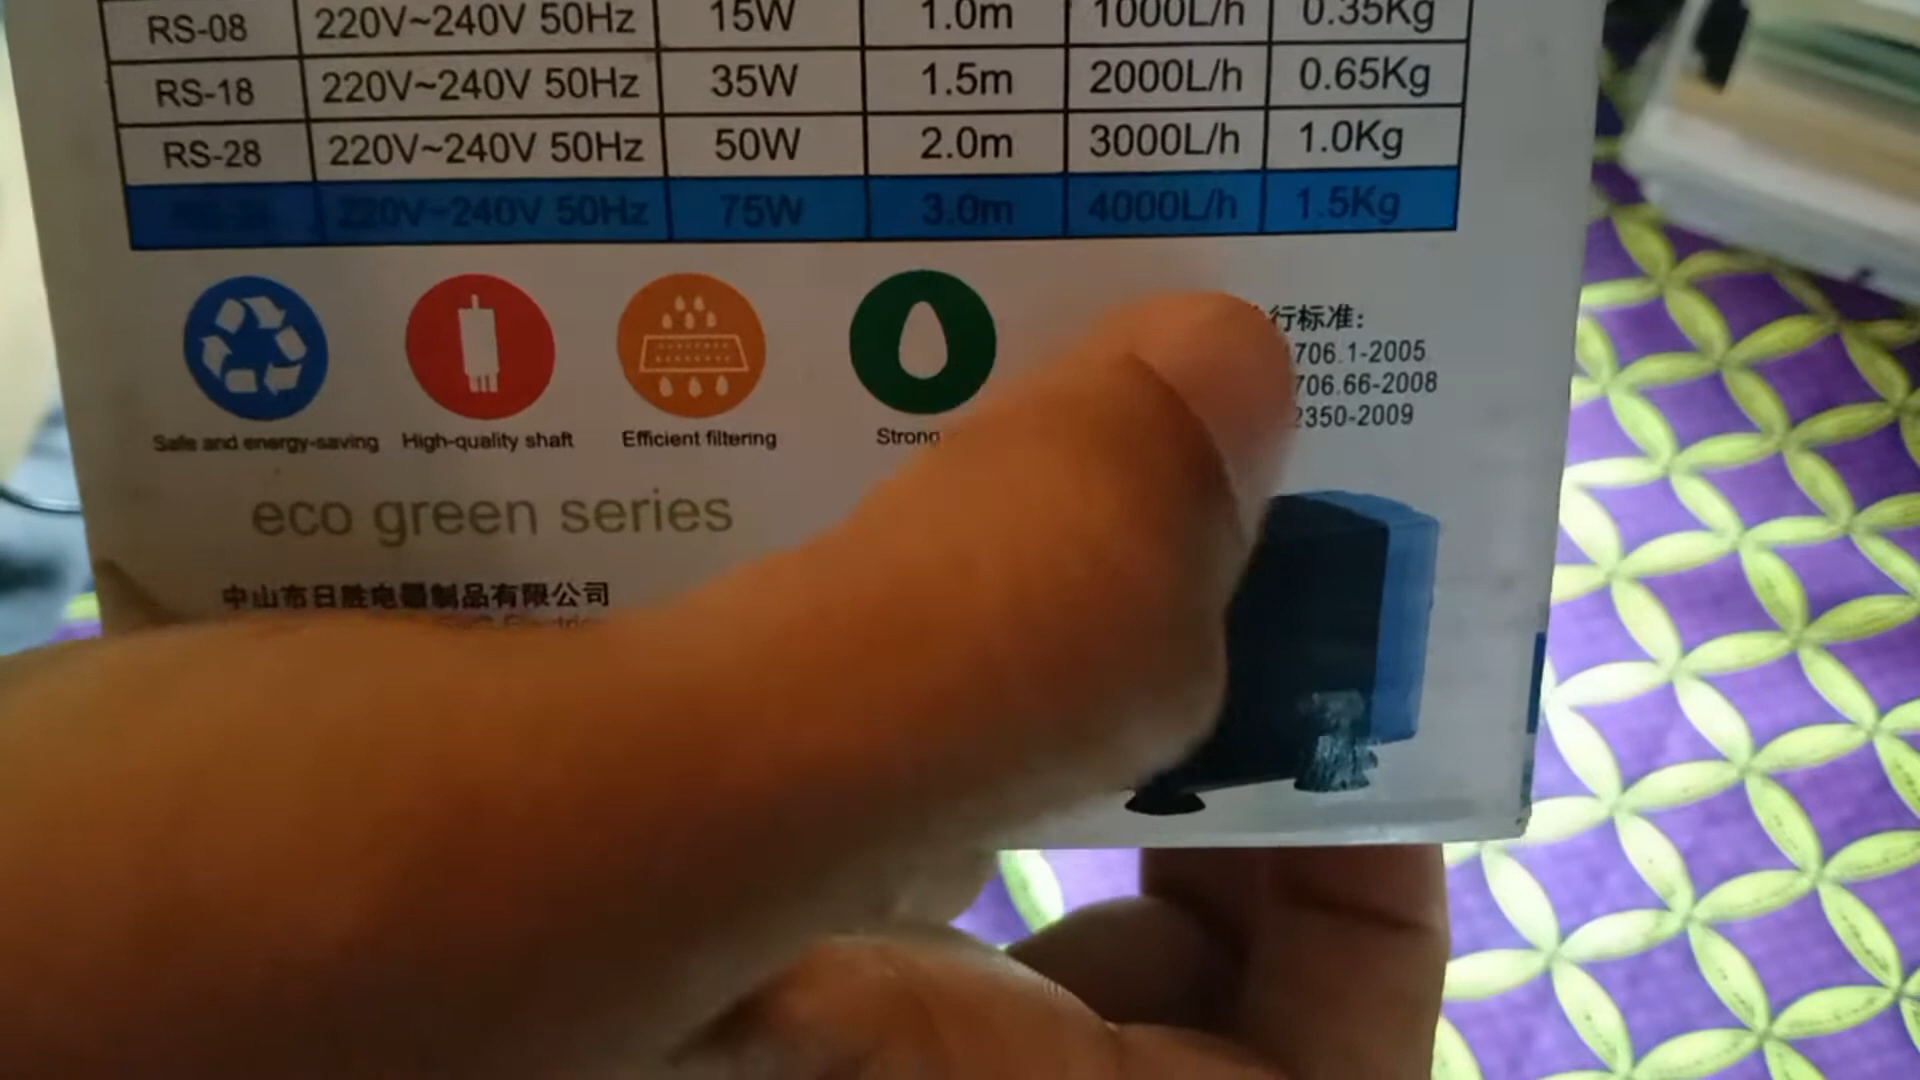 RS-08 220V~240V 50Hz 15W 1.0m 1000L/h 0.35Kg
RS-18 220V~240V 50Hz 35W 1.5m 2000L/h 0.65Kg
RS-28 220V~240V 50Hz 50W 2.0m 3000L/h 1.0Kg
220V~240V 50Hz 75W 3.0m 4000L/h 1.5Kg
行标准:
706.1-2005
706.66-2008
2350-2009
Safe and energy-saving High-quality shaft Efficient filtering Strong
eco green series
中山市日胜电器制品有限公司